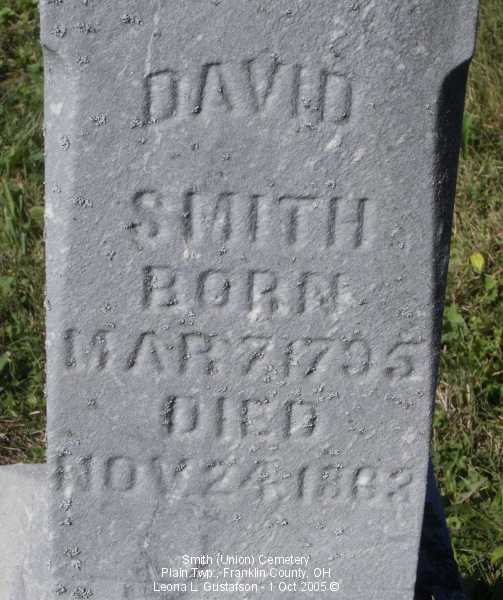 DAVID
SMITH
BORN
MAR 7, 1795
DIED
NOV. 24, 1883
Smith (Union) Cemetery
Plain Twp., Franklin County, OH
Leona L. Gustafson - 1 Oct 2005 ©